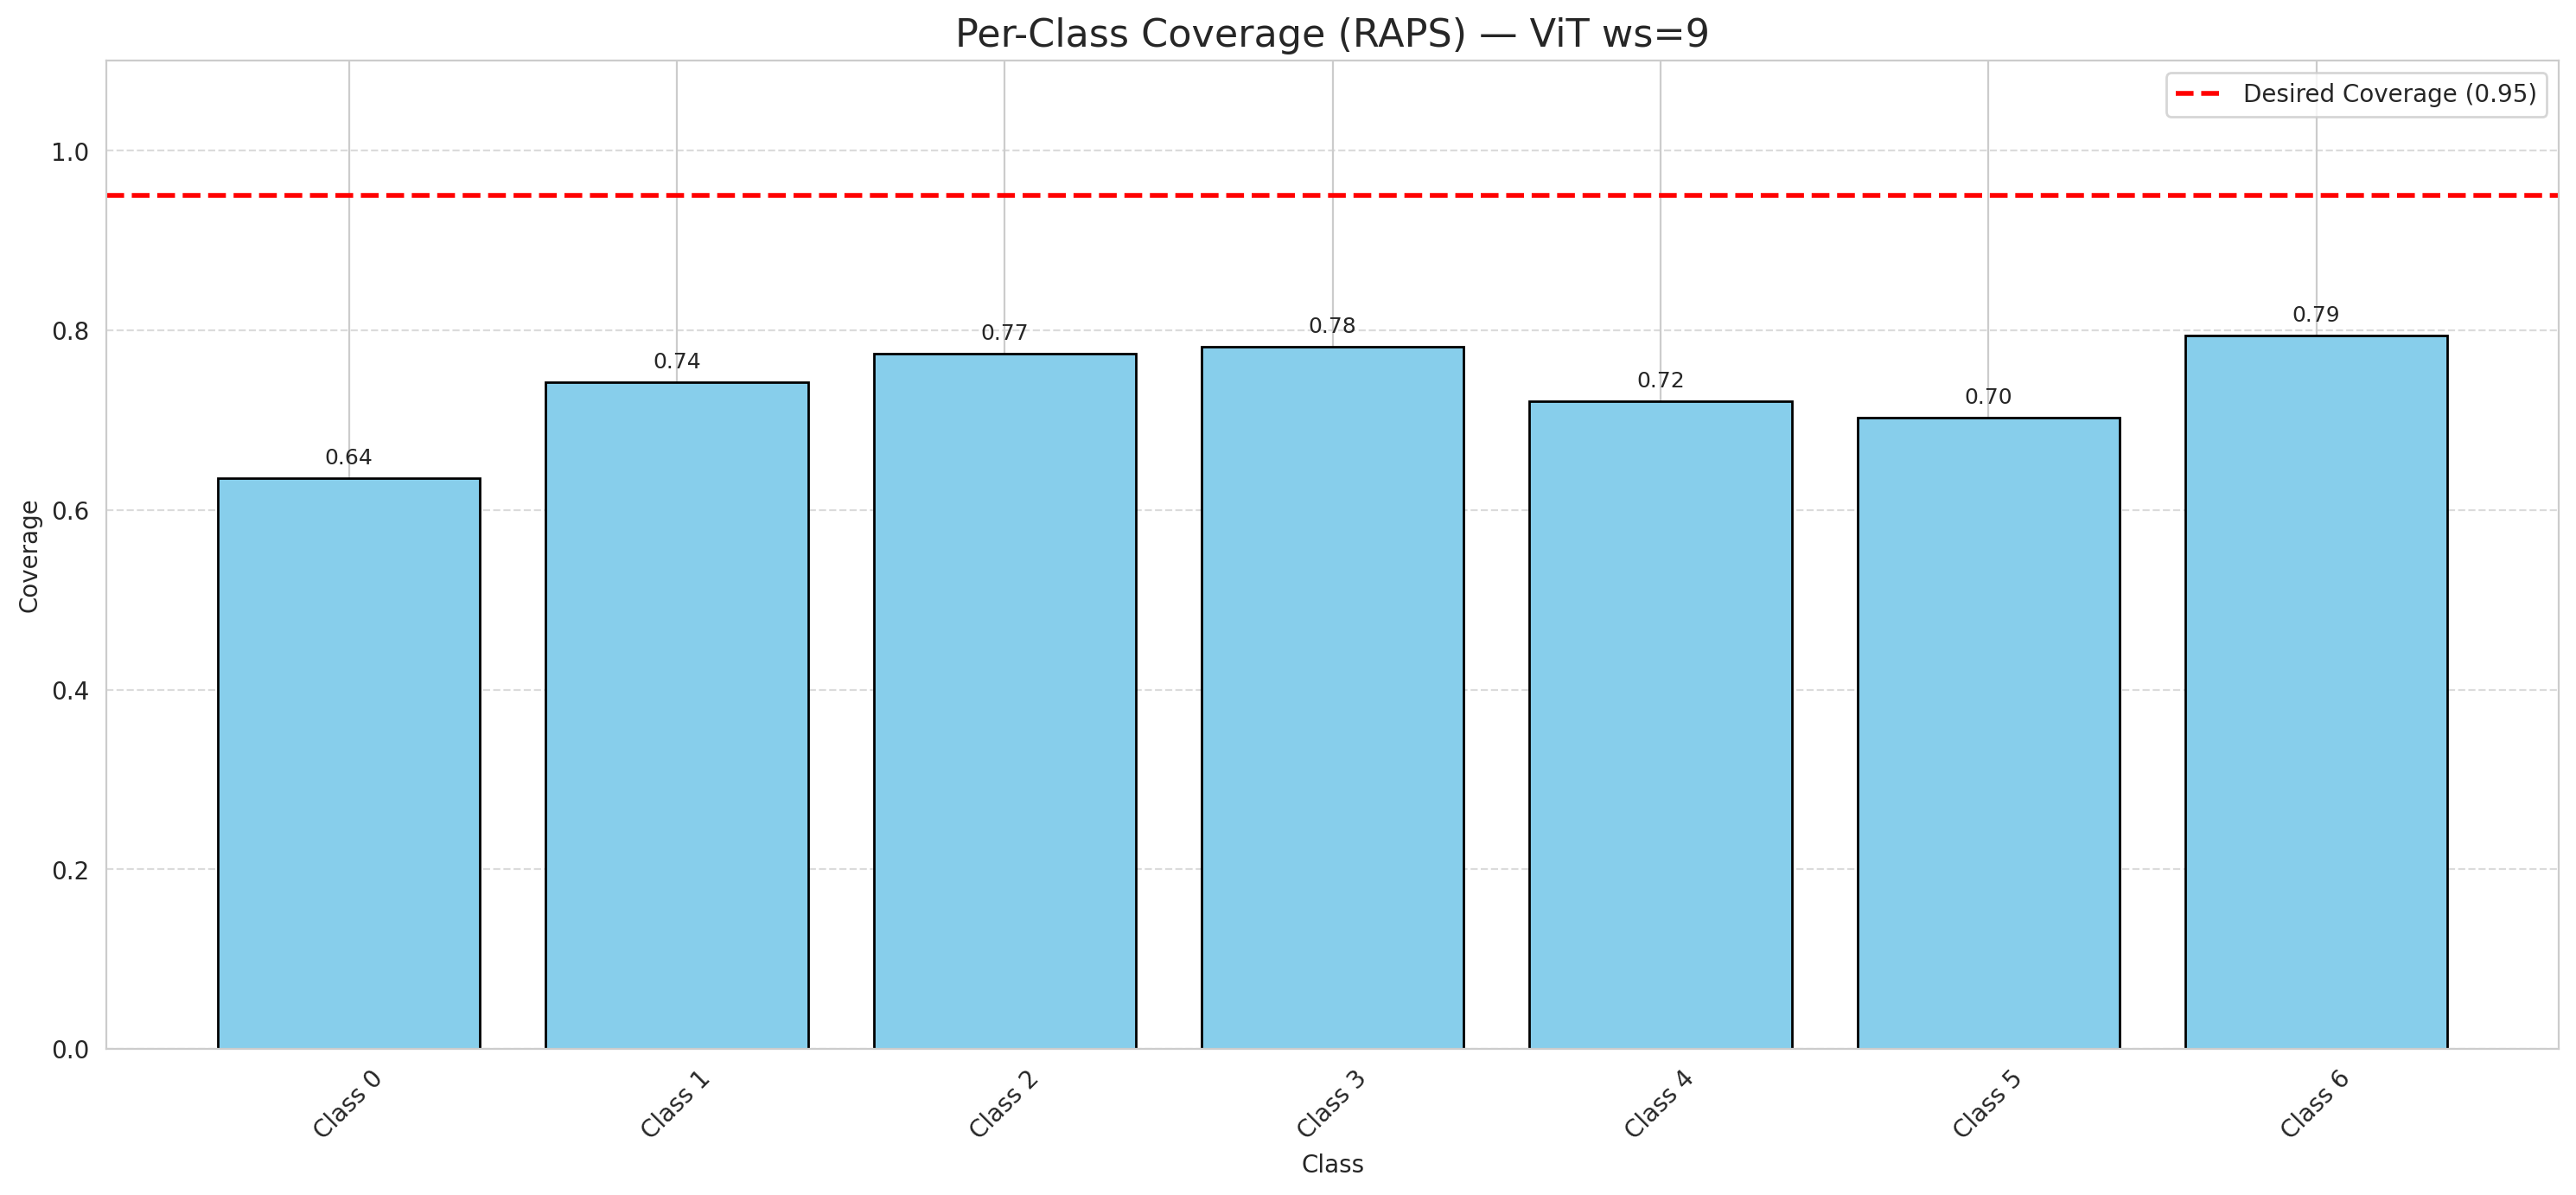 Per-Class Coverage (RAPS) — ViT ws=9
Desired Coverage (0.95)
1.0
0.8
0.6
0.4
0.2
0.0
Coverage
0.64
0.74
0.77
0.78
0.72
0.70
0.79
Class 0
Class 1
Class 2
Class 3
Class 4
Class 5
Class 6
Class